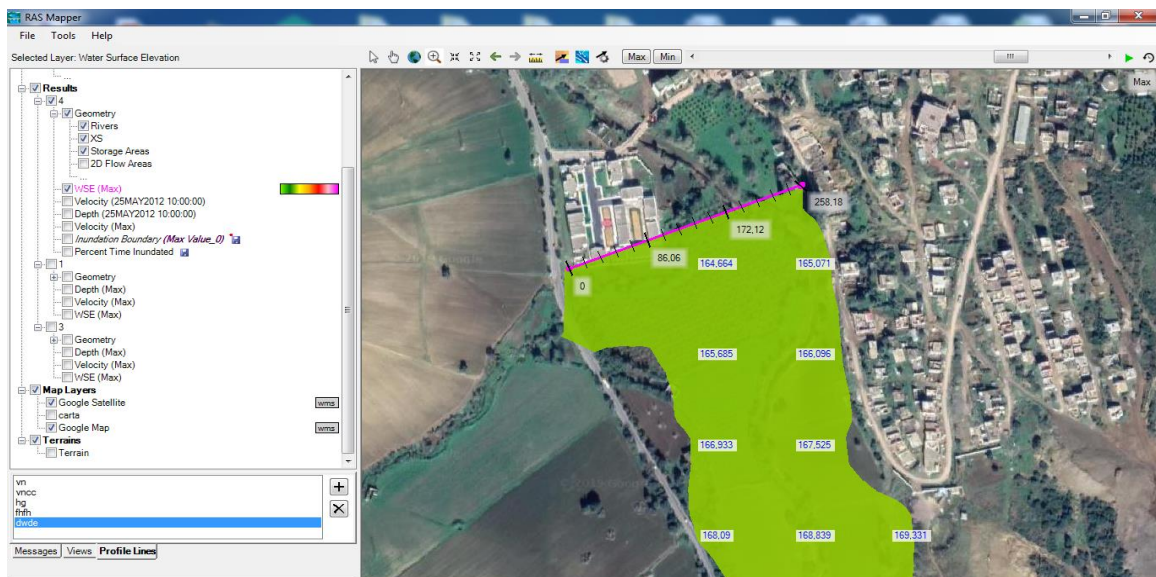 RAS Mapper
File Tools Help
Selected Layer: Water Surface Elevation
Max Min
Max
...
Results
4
Geometry
Rivers
XS
Storage Areas
2D Flow Areas
...
WSE (Max)
Velocity (25MAY2012 10:00:00)
Depth (25MAY2012 10:00:00)
Velocity (Max)
Inundation Boundary (Max Value_0)
Percent Time Inundated
1
Geometry
Depth (Max)
Velocity (Max)
WSE (Max)
3
Geometry
Depth (Max)
Velocity (Max)
WSE (Max)
Map Layers
Google Satellite wms
carta
Google Map wms
Terrains
Terrain
vn
vncc
hg
fhfh
dwde
Messages Views Profile Lines
258,18
172,12
86,06
0
164,664 165,071
165,685 166,096
166,933 167,525
168,09 168,839 169,331